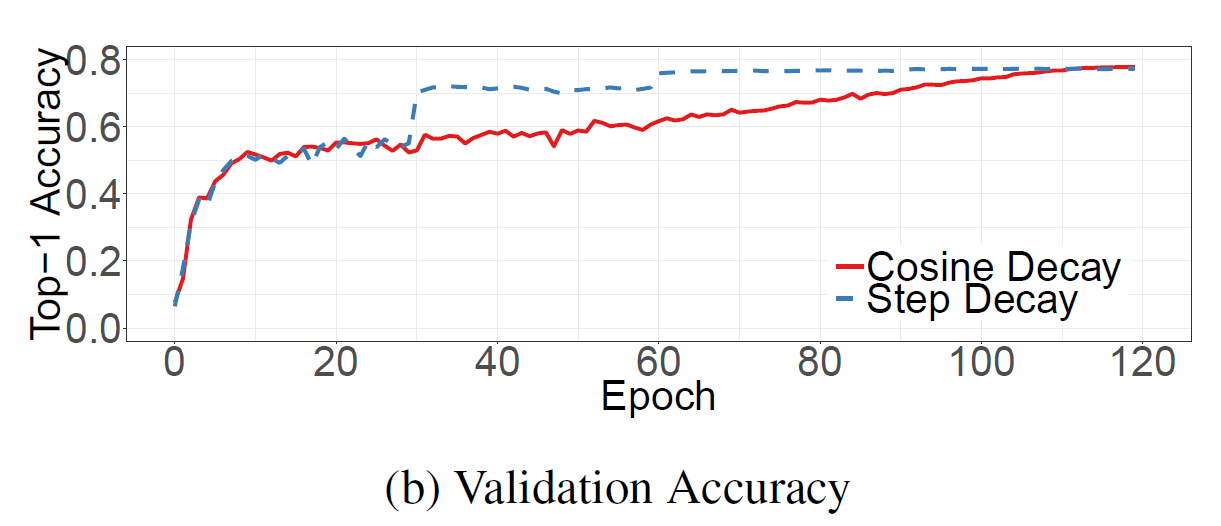 Top-1 Accuracy
0.8
0.6
0.4
0.2
0.0
Cosine Decay
Step Decay
0 20 40 60 80 100 120
Epoch
(b) Validation Accuracy